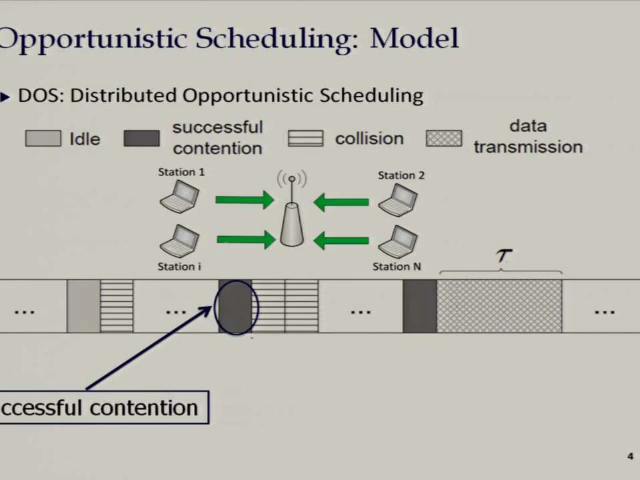 Opportunistic Scheduling: Model
DOS: Distributed Opportunistic Scheduling
Idle
successful
contention
collision
data
transmission
Station 1
Station 2
Station i
Station N
τ
...
...
...
...
ccessful contention
4